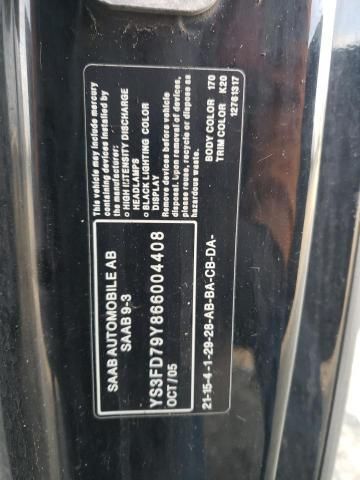 SAAB AUTOMOBILE AB
SAAB 9-3
YS3FD79Y866004408
OCT/05
21-15-4-1-29-28-AB-BA-CB-DA-
This vehicle may include mercury
containing devices installed by
the manufacturer:
• HIGH INTENSITY DISCHARGE
HEADLAMPS
• BLACK LIGHTING COLOR
DISPLAY
Remove devices before vehicle
disposal. Upon removal of devices,
please reuse, recycle or dispose as
hazardous waste.
BODY COLOR 170
TRIM COLOR K20
12761317